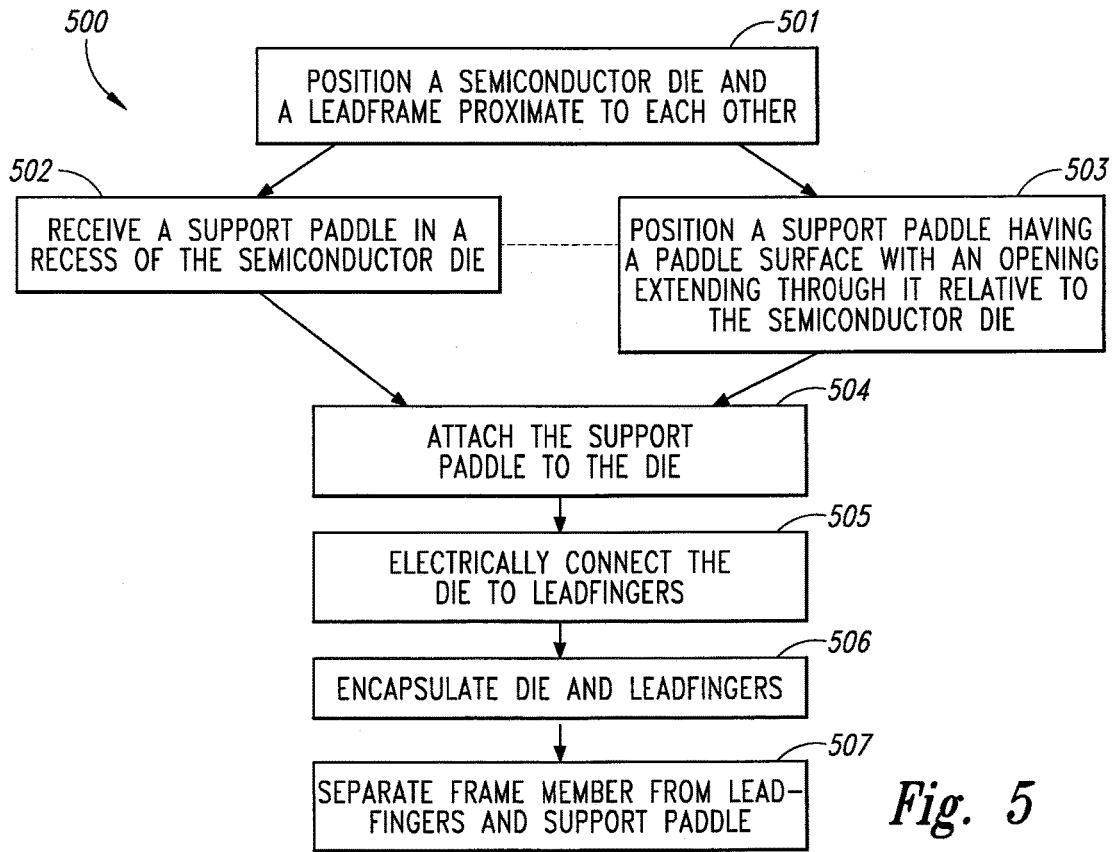 500
501
POSITION A SEMICONDUCTOR DIE AND
A LEADFRAME PROXIMATE TO EACH OTHER
502
RECEIVE A SUPPORT PADDLE IN A
RECESS OF THE SEMICONDUCTOR DIE
503
POSITION A SUPPORT PADDLE HAVING
A PADDLE SURFACE WITH AN OPENING
EXTENDING THROUGH IT RELATIVE TO
THE SEMICONDUCTOR DIE
504
ATTACH THE SUPPORT
PADDLE TO THE DIE
505
ELECTRICALLY CONNECT THE
DIE TO LEADFINGERS
506
ENCAPSULATE DIE AND LEADFINGERS
507
SEPARATE FRAME MEMBER FROM LEAD-
FINGERS AND SUPPORT PADDLE
Fig. 5